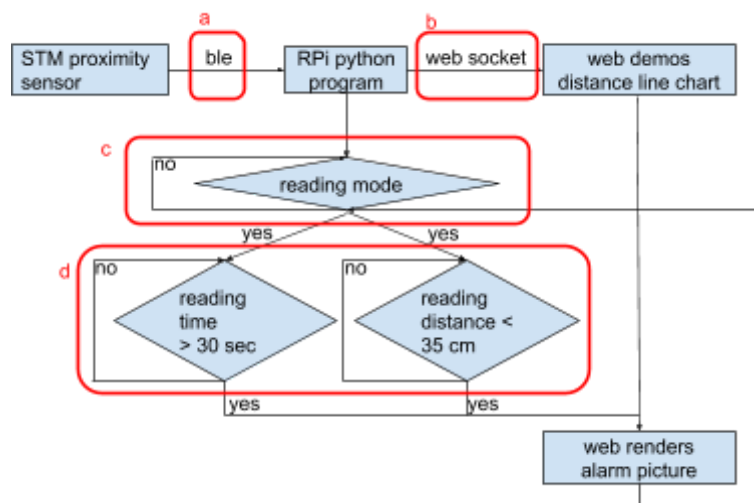 a
b
STM proximity
sensor
ble
RPi python
program
web socket
web demos
distance line chart
c
no
reading mode
yes
yes
d
no
no
reading
time
> 30 sec
reading
distance <
35 cm
yes
yes
web renders
alarm picture